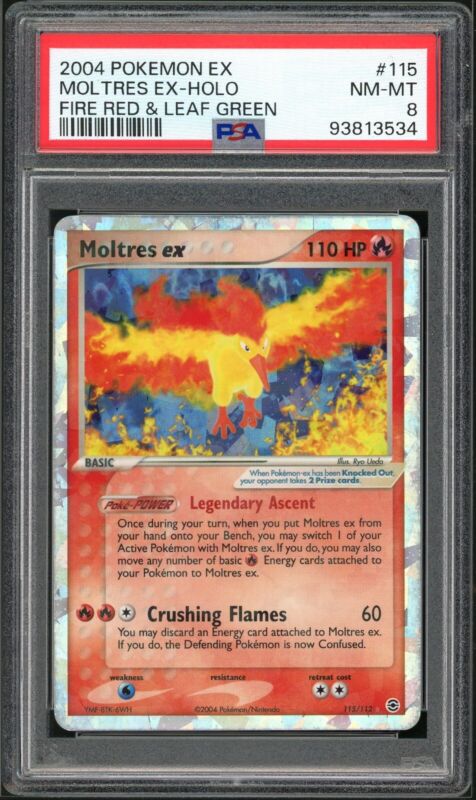 2004 POKEMON EX #115
MOLTRES EX-HOLO NM-MT
FIRE RED & LEAF GREEN 8
PSA 93813534
Moltres ex 110 HP
BASIC
Illus. Ryo Ueda
When Pokémon-ex has been Knocked Out,
your opponent takes 2 Prize cards.
Poké-POWER Legendary Ascent
Once during your turn, when you put Moltres ex from
your hand onto your Bench, you may switch 1 of your
Active Pokémon with Moltres ex. If you do, you may also
move any number of basic Energy cards attached to
your Pokémon to Moltres ex.
Crushing Flames 60
You may discard an Energy card attached to Moltres ex.
If you do, the Defending Pokémon is now Confused.
weakness resistance retreat cost
YMF-BTK-6WH ©2004 Pokémon/Nintendo 115/112